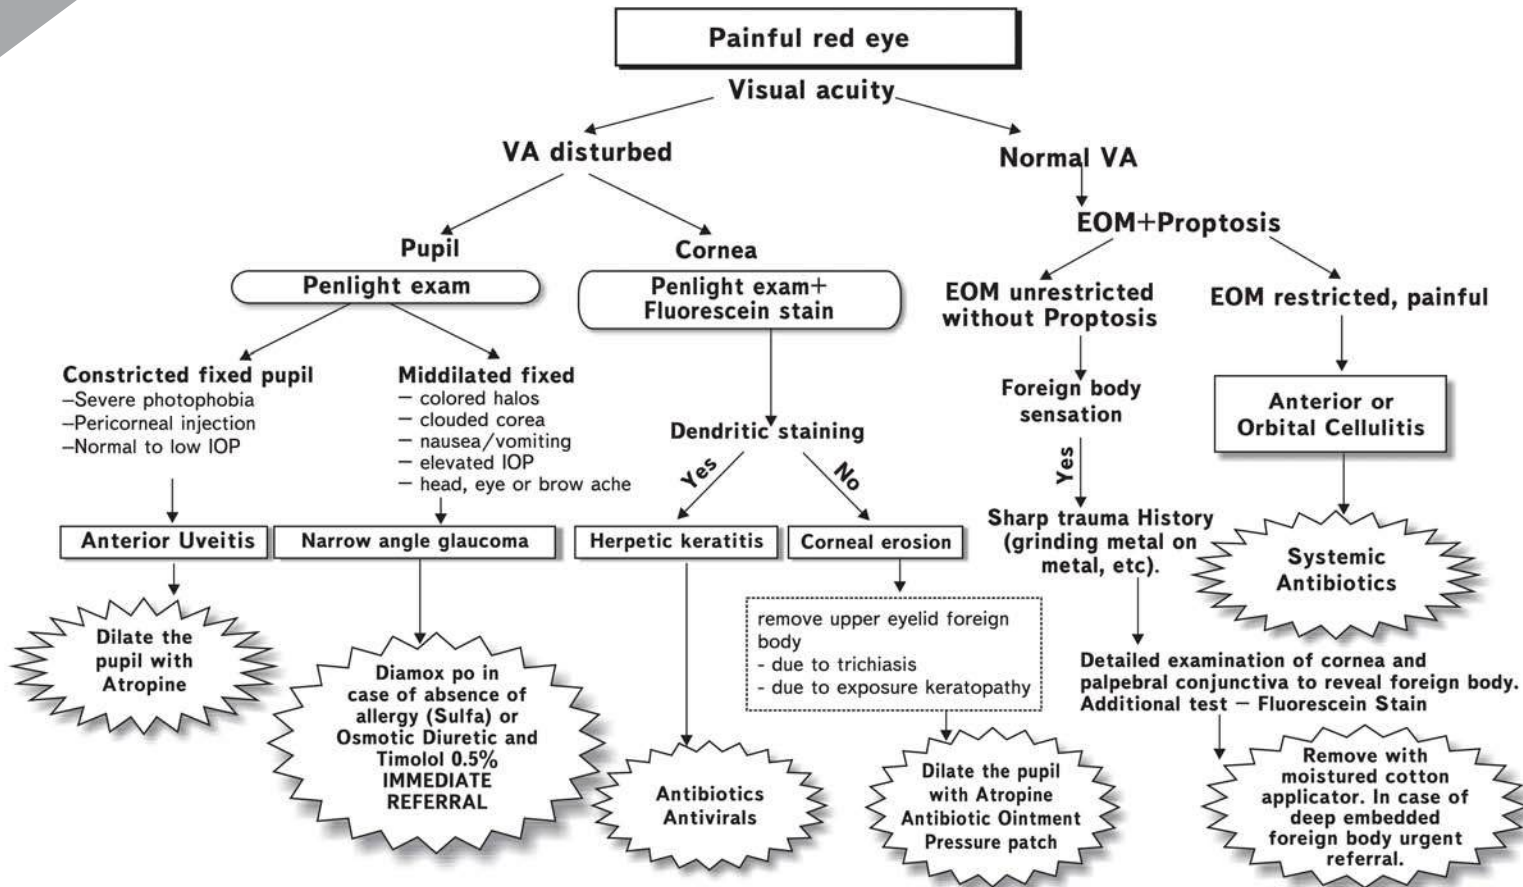 Painful red eye
Visual acuity
VA disturbed
Normal VA
Pupil
Penlight exam
Cornea
Penlight exam+
Fluorescein stain
EOM+Proptosis
EOM unrestricted
without Proptosis
EOM restricted, painful
Constricted fixed pupil
–Severe photophobia
–Pericorneal injection
–Normal to low IOP
Middilated fixed
– colored halos
– clouded corea
– nausea/vomiting
– elevated IOP
– head, eye or brow ache
Dendritic staining
Yes
No
Foreign body
sensation
Yes
Anterior or
Orbital Cellulitis
Anterior Uveitis
Narrow angle glaucoma
Herpetic keratitis
Corneal erosion
Sharp trauma History
(grinding metal on
metal, etc).
Systemic
Antibiotics
Dilate the
pupil with
Atropine
Diamox po in
case of absence of
allergy (Sulfa) or
Osmotic Diuretic and
Timolol 0.5%
IMMEDIATE
REFERRAL
remove upper eyelid foreign
body
- due to trichiasis
- due to exposure keratopathy
Detailed examination of cornea and
palpebral conjunctiva to reveal foreign body.
Additional test – Fluorescein Stain
Antibiotics
Antivirals
Dilate the pupil
with Atropine
Antibiotic Ointment
Pressure patch
Remove with
moistured cotton
applicator. In case of
deep embedded
foreign body urgent
referral.